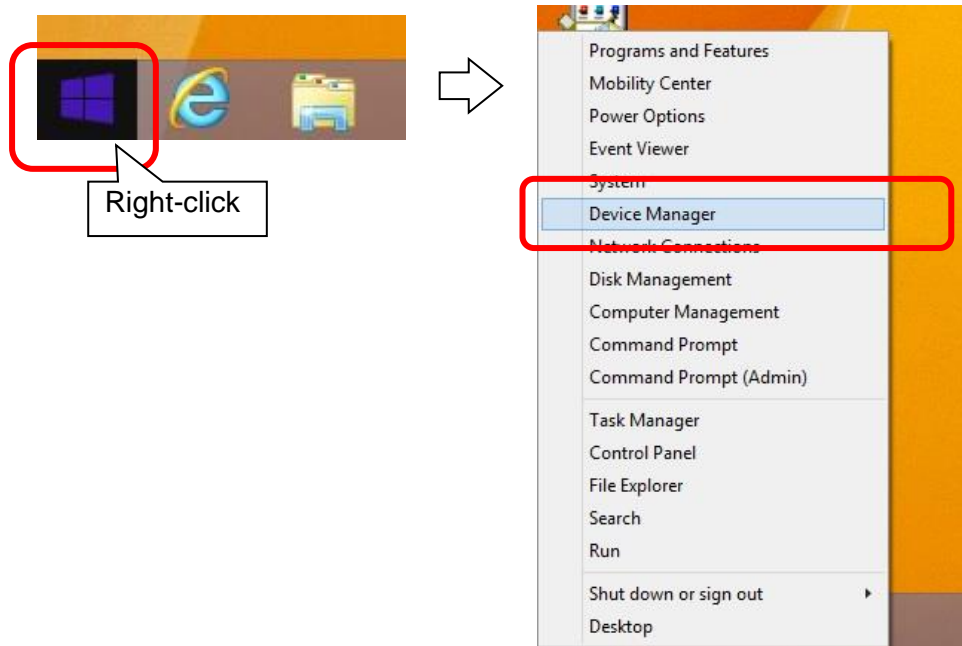 Right-click
Programs and Features
Mobility Center
Power Options
Event Viewer
System
Device Manager
Network Connections
Disk Management
Computer Management
Command Prompt
Command Prompt (Admin)
Task Manager
Control Panel
File Explorer
Search
Run
Shut down or sign out
Desktop